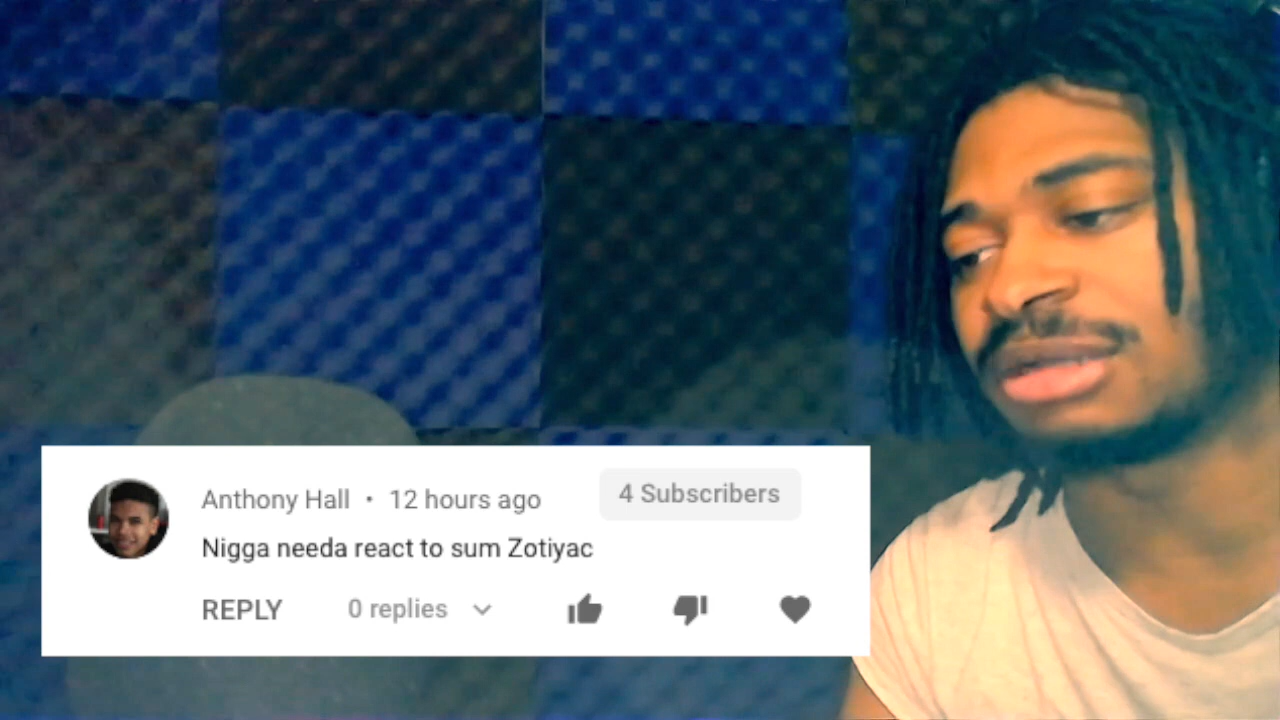 Anthony Hall • 12 hours ago 4 Subscribers
Nigga needa react to sum Zotiyac
REPLY 0 replies